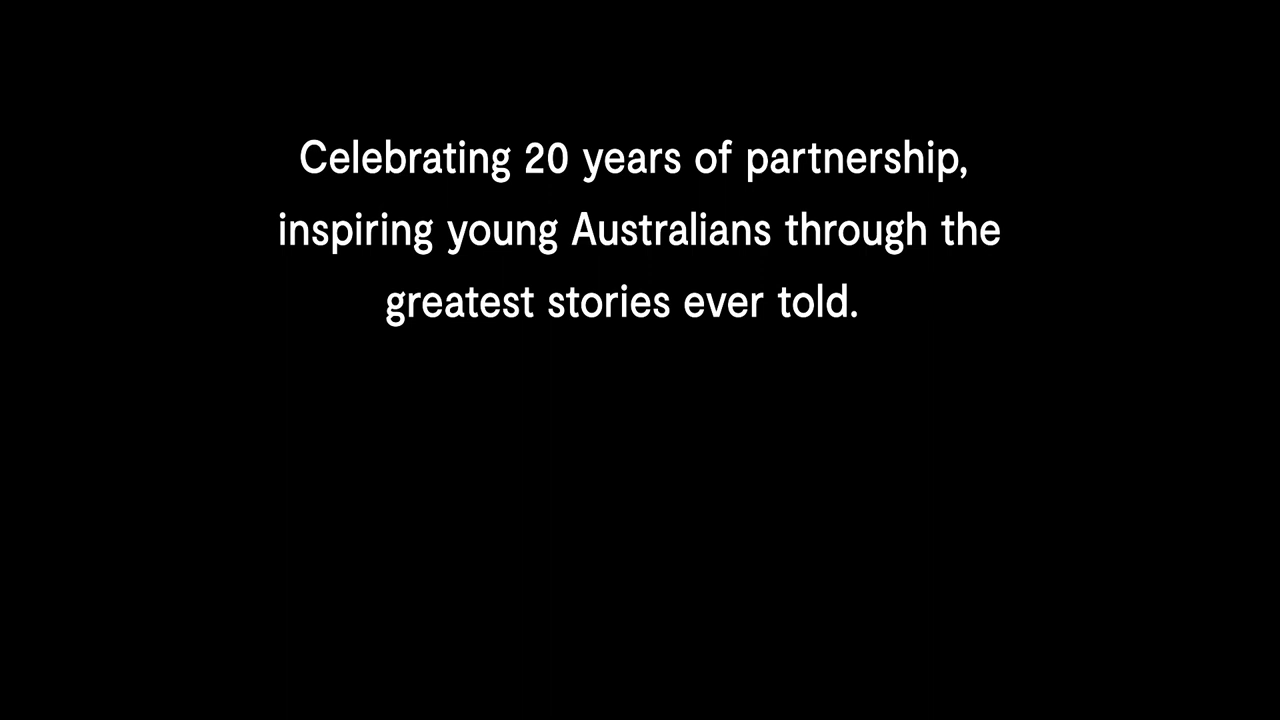 Celebrating 20 years of partnership,
inspiring young Australians through the
greatest stories ever told.